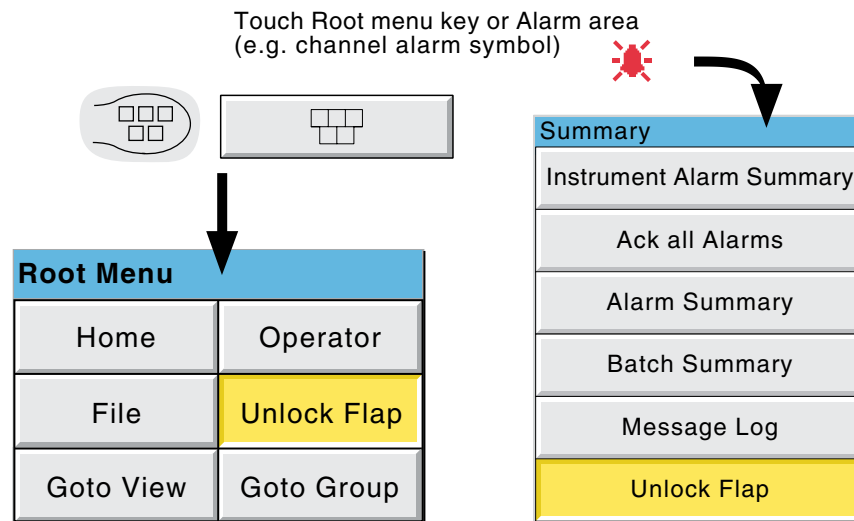 Touch Root menu key or Alarm area
(e.g. channel alarm symbol)
Root Menu
Home
Operator
File
Unlock Flap
Goto View
Goto Group
Summary
Instrument Alarm Summary
Ack all Alarms
Alarm Summary
Batch Summary
Message Log
Unlock Flap